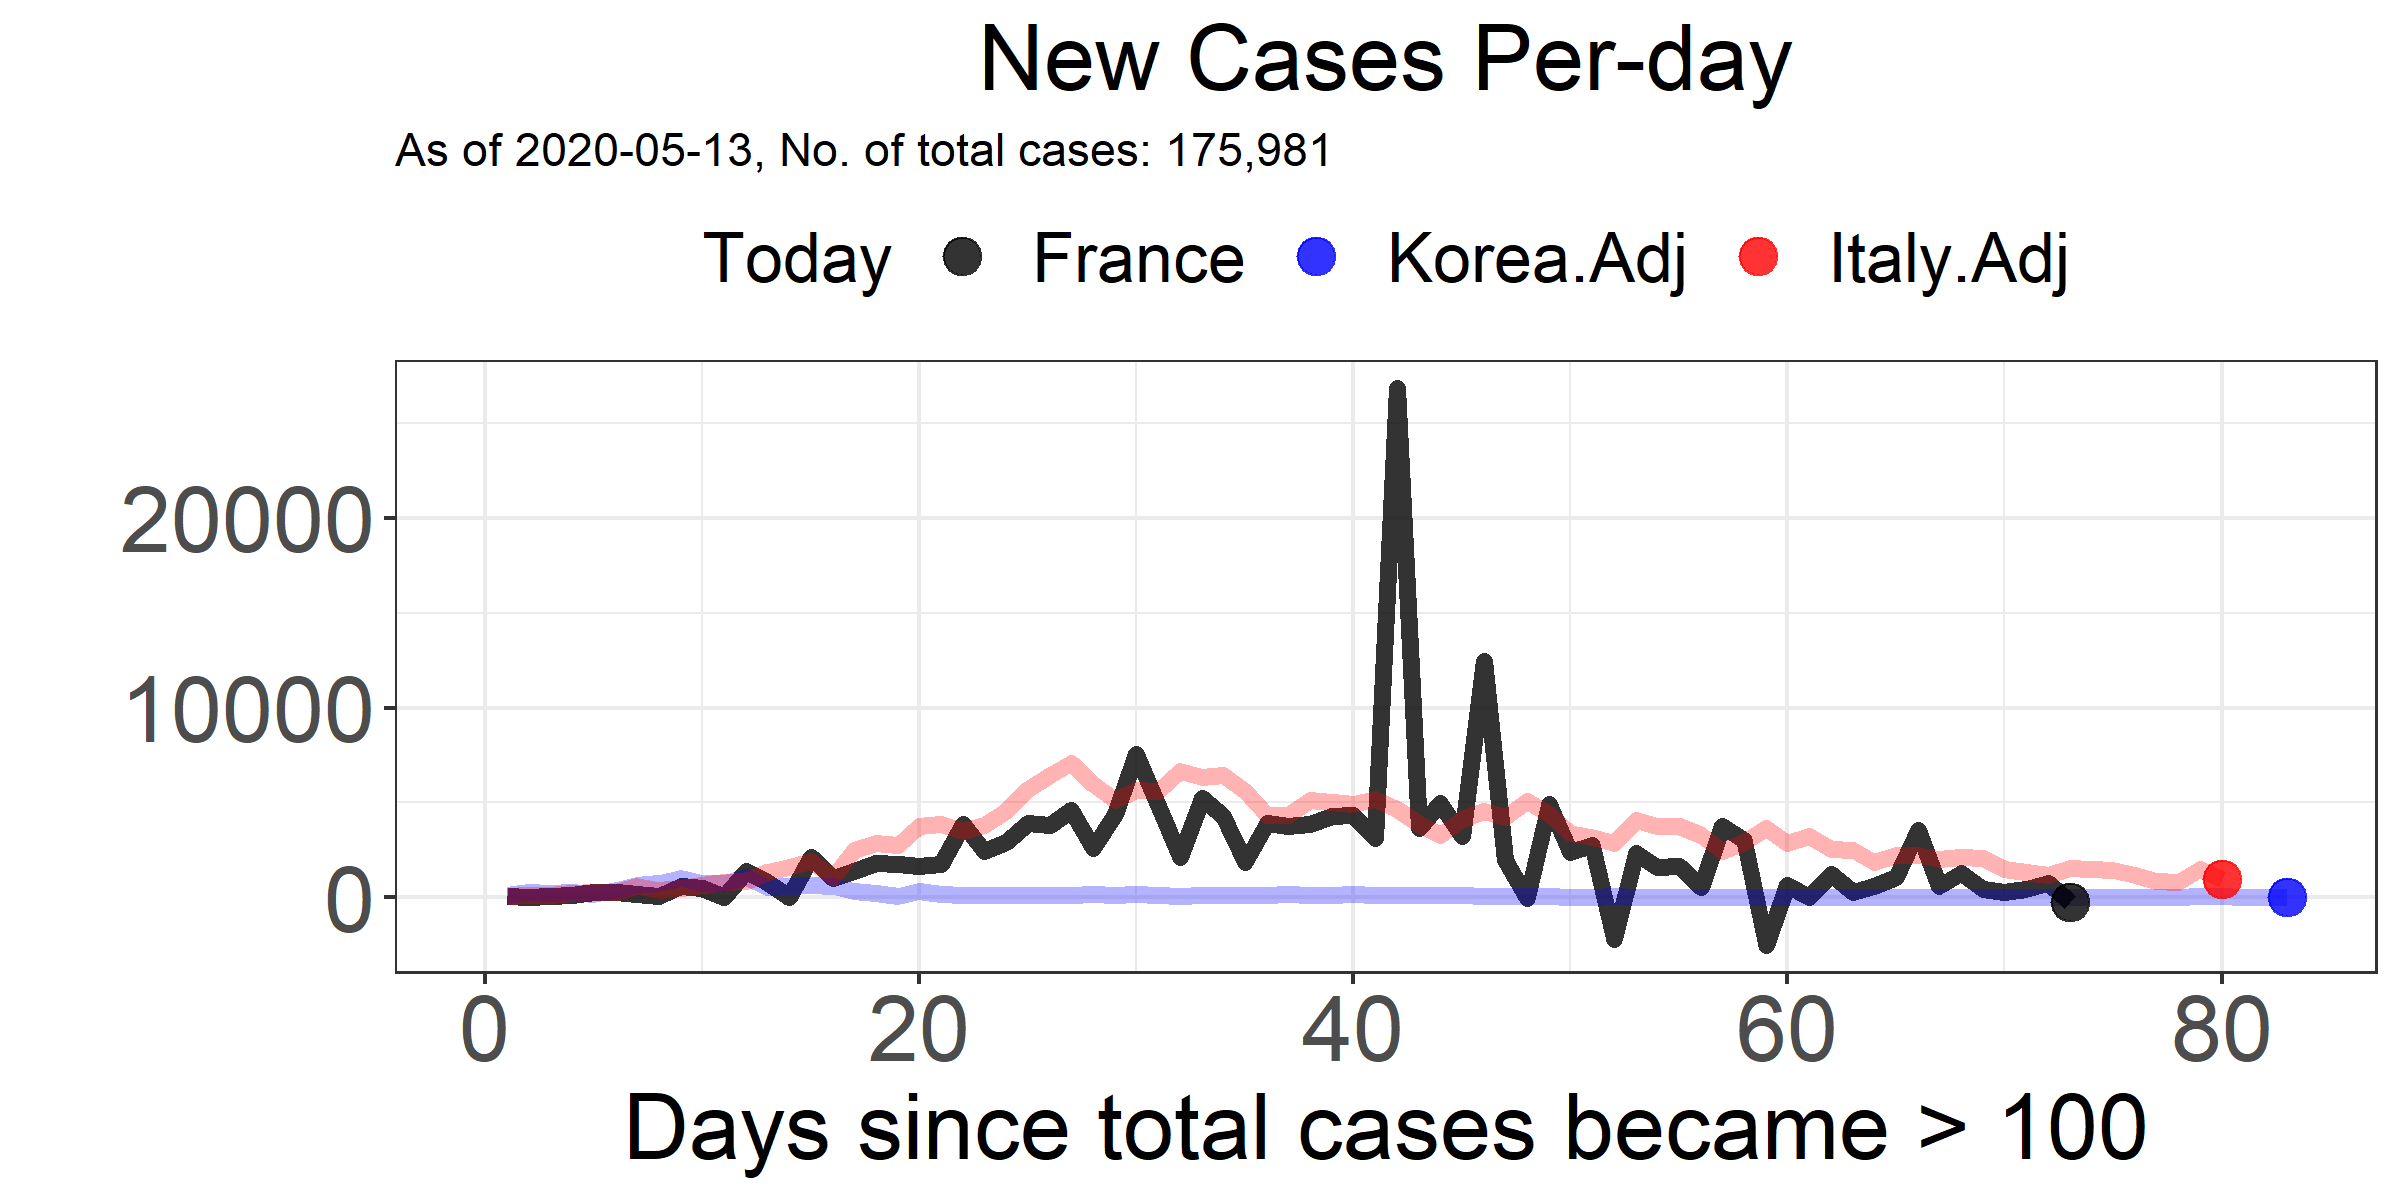 New Cases Per-day
As of 2020-05-13, No. of total cases: 175,981
Today France Korea.Adj Italy.Adj
20000
10000
0
0 20 40 60 80
Days since total cases became > 100